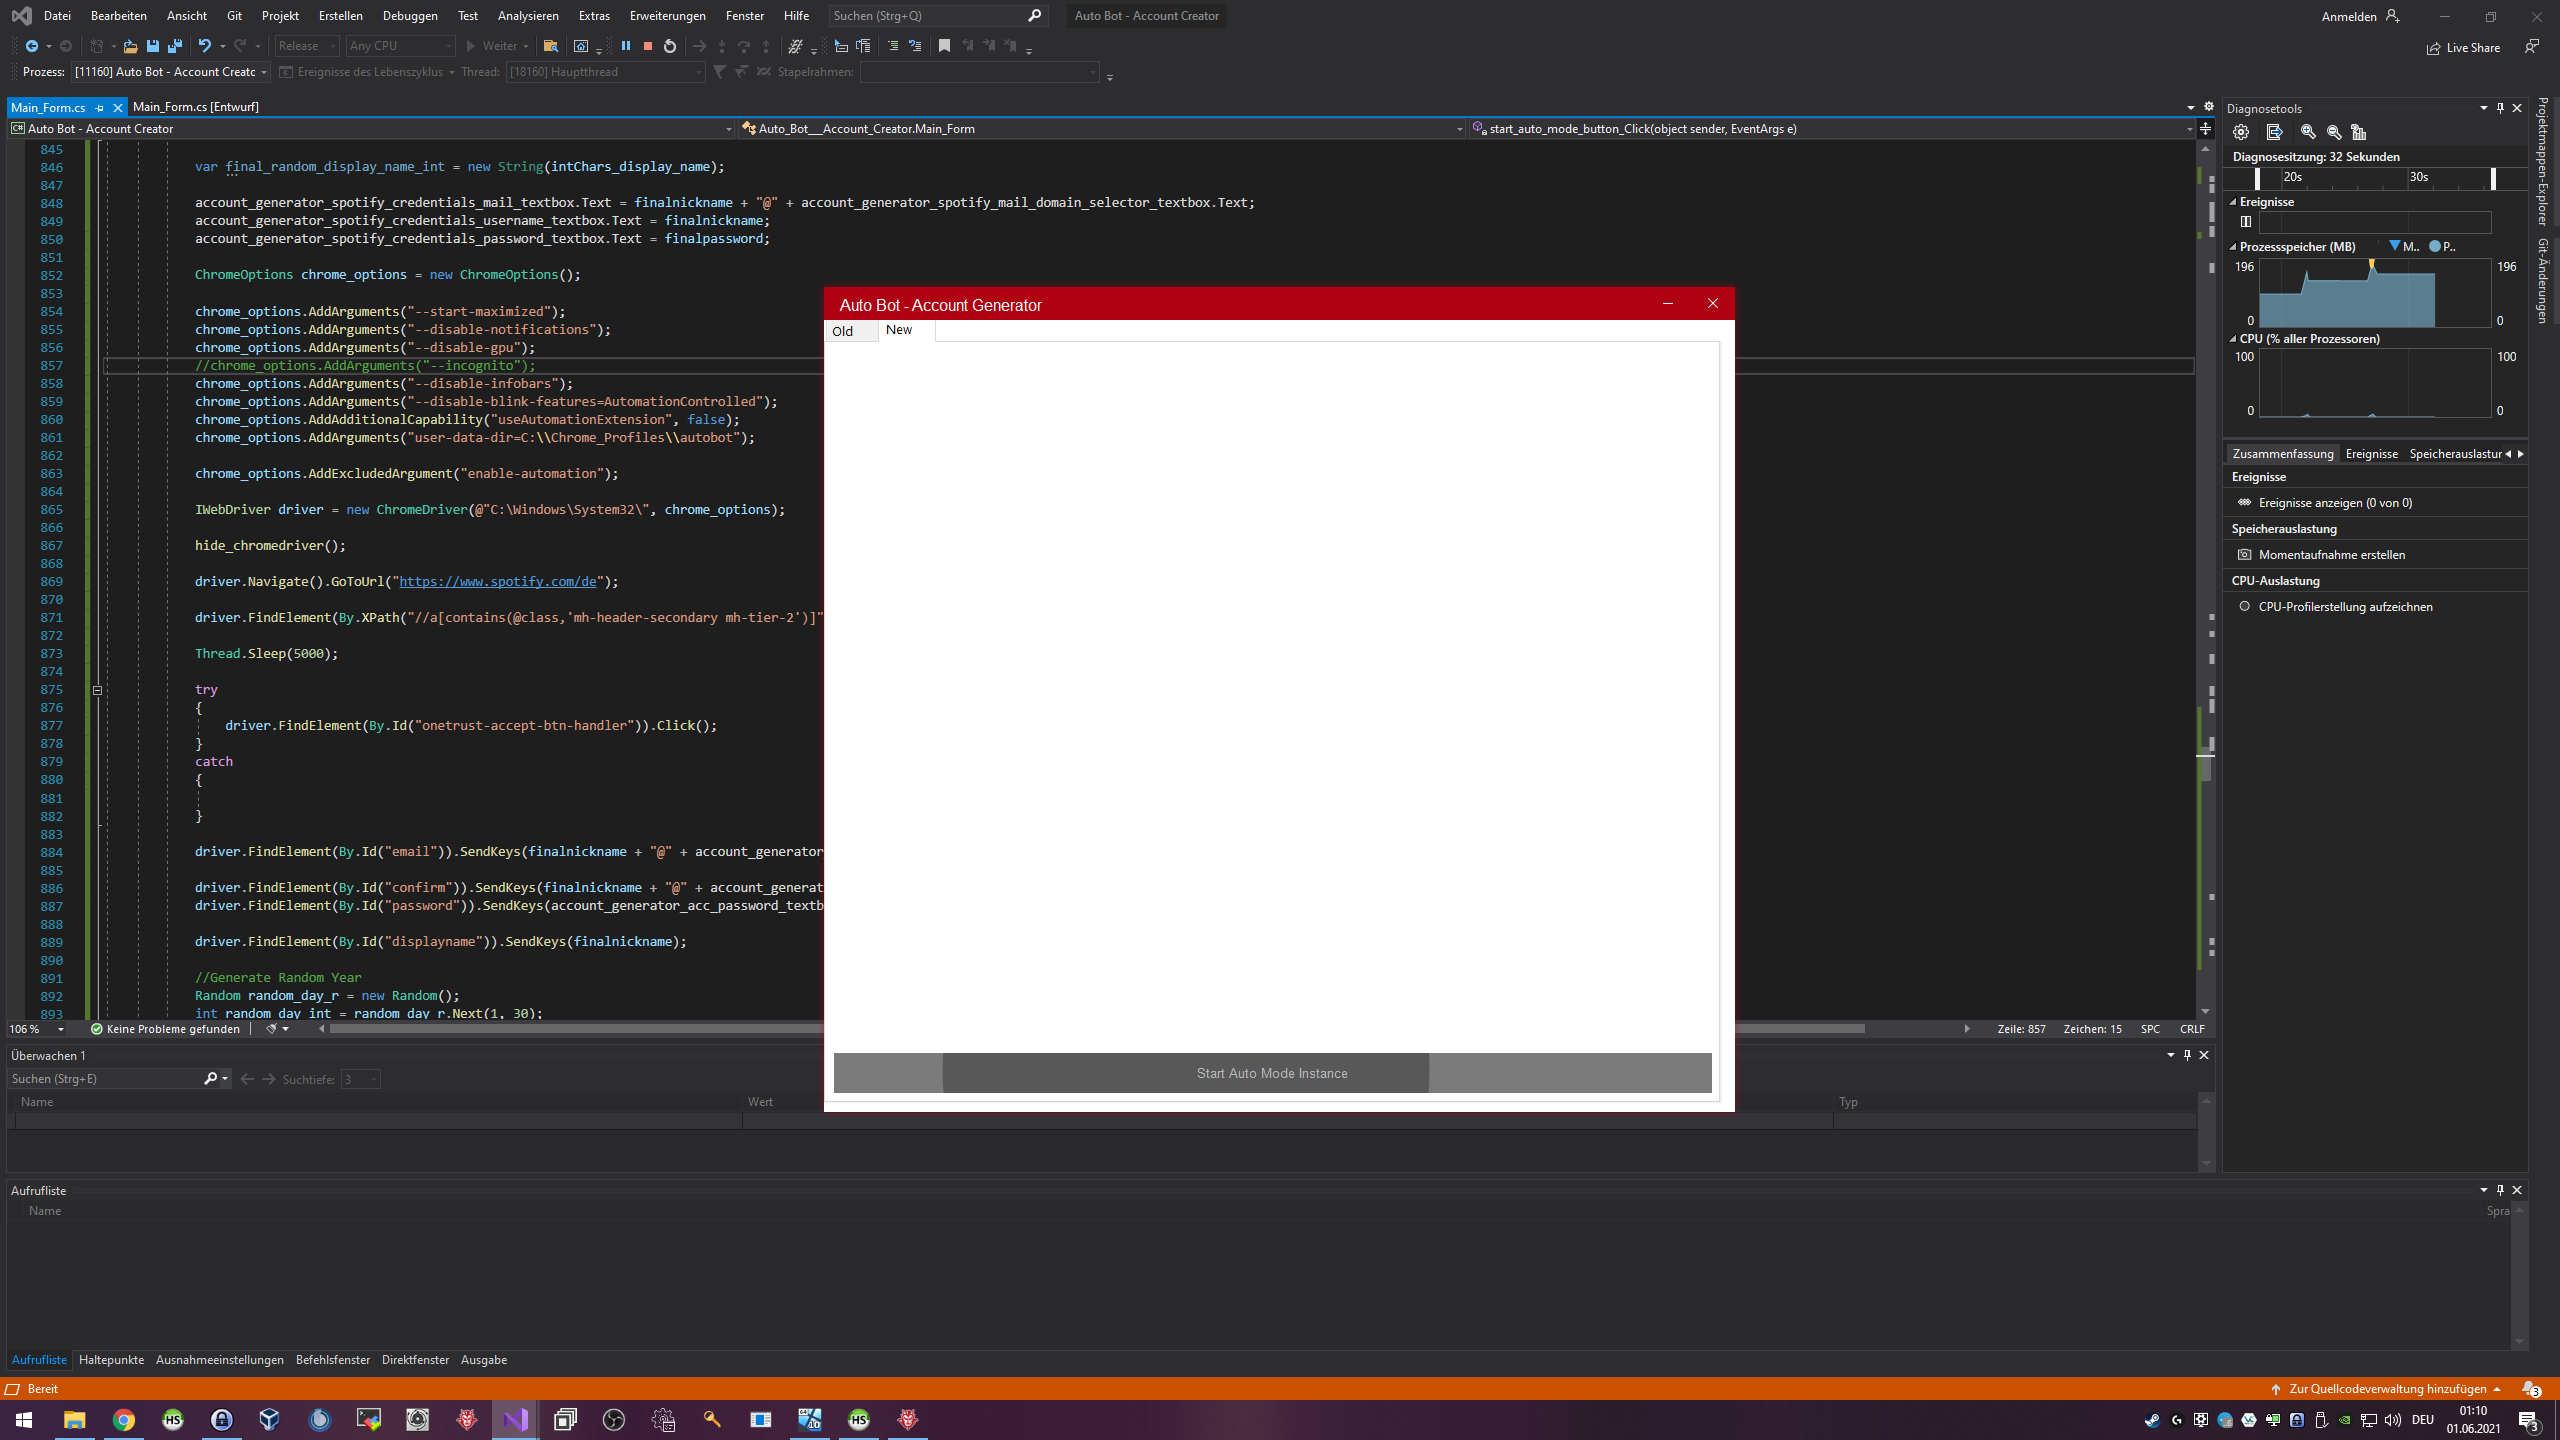 Datei Bearbeiten Ansicht Git Projekt Erstellen Debuggen Test Analysieren Extras Erweiterungen Fenster Hilfe Suchen (Strg+Q) Auto Bot - Account Creator Anmelden
Release Any CPU Weiter Live Share
Prozess: [11160] Auto Bot - Account Creatc Ereignisse des Lebenszyklus Thread: [18160] Hauptthread Stapelrahmen:
Main_Form.cs Main_Form.cs [Entwurf]
Auto Bot - Account Creator Auto_Bot___Account_Creator.Main_Form start_auto_mode_button_Click(object sender, EventArgs e)
845
846 var final_random_display_name_int = new String(intChars_display_name);
847
848 account_generator_spotify_credentials_mail_textbox.Text = finalnickname + "@" + account_generator_spotify_mail_domain_selector_textbox.Text;
849 account_generator_spotify_credentials_username_textbox.Text = finalnickname;
850 account_generator_spotify_credentials_password_textbox.Text = finalpassword;
851
852 ChromeOptions chrome_options = new ChromeOptions();
853
854 chrome_options.AddArguments("--start-maximized");
855 chrome_options.AddArguments("--disable-notifications");
856 chrome_options.AddArguments("--disable-gpu");
857 //chrome_options.AddArguments("--incognito");
858 chrome_options.AddArguments("--disable-infobars");
859 chrome_options.AddArguments("--disable-blink-features=AutomationControlled");
860 chrome_options.AddAdditionalCapability("useAutomationExtension", false);
861 chrome_options.AddArguments("user-data-dir=C:\\Chrome_Profiles\\autobot");
862
863 chrome_options.AddExcludedArgument("enable-automation");
864
865 IWebDriver driver = new ChromeDriver(@"C:\Windows\System32\", chrome_options);
866
867 hide_chromedriver();
868
869 driver.Navigate().GoToUrl("https://www.spotify.com/de");
870
871 driver.FindElement(By.XPath("//a[contains(@class,'mh-header-secondary mh-tier-2')]"
872
873 Thread.Sleep(5000);
874
875 try
876 {
877 driver.FindElement(By.Id("onetrust-accept-btn-handler")).Click();
878 }
879 catch
880 {
881
882 }
883
884 driver.FindElement(By.Id("email")).SendKeys(finalnickname + "@" + account_generator
885
886 driver.FindElement(By.Id("confirm")).SendKeys(finalnickname + "@" + account_generat
887 driver.FindElement(By.Id("password")).SendKeys(account_generator_acc_password_textb
888
889 driver.FindElement(By.Id("displayname")).SendKeys(finalnickname);
890
891 //Generate Random Year
892 Random random_day_r = new Random();
893 int random_day_int = random_day_r.Next(1, 30);
106 % Keine Probleme gefunden Zeile: 857 Zeichen: 15 SPC CRLF
Auto Bot - Account Generator
Old New
Start Auto Mode Instance
Überwachen 1
Suchen (Strg+E) Suchtiefe: 3
Name Wert Typ
Aufrufliste
Name Spra
Aufrufliste Haltepunkte Ausnahmeeinstellungen Befehlsfenster Direktfenster Ausgabe
Diagnosetools
Diagnosesitzung: 32 Sekunden
20s 30s
Ereignisse
Prozessspeicher (MB) M.. P..
196 196
0 0
CPU (% aller Prozessoren)
100 100
0 0
Zusammenfassung Ereignisse Speicherauslastur
Ereignisse
Ereignisse anzeigen (0 von 0)
Speicherauslastung
Momentaufnahme erstellen
CPU-Auslastung
CPU-Profilerstellung aufzeichnen
Projektmappen-Explorer
Git-Änderungen
Bereit Zur Quellcodeverwaltung hinzufügen 3
HS HS DEU 01:10
01.06.2021 3